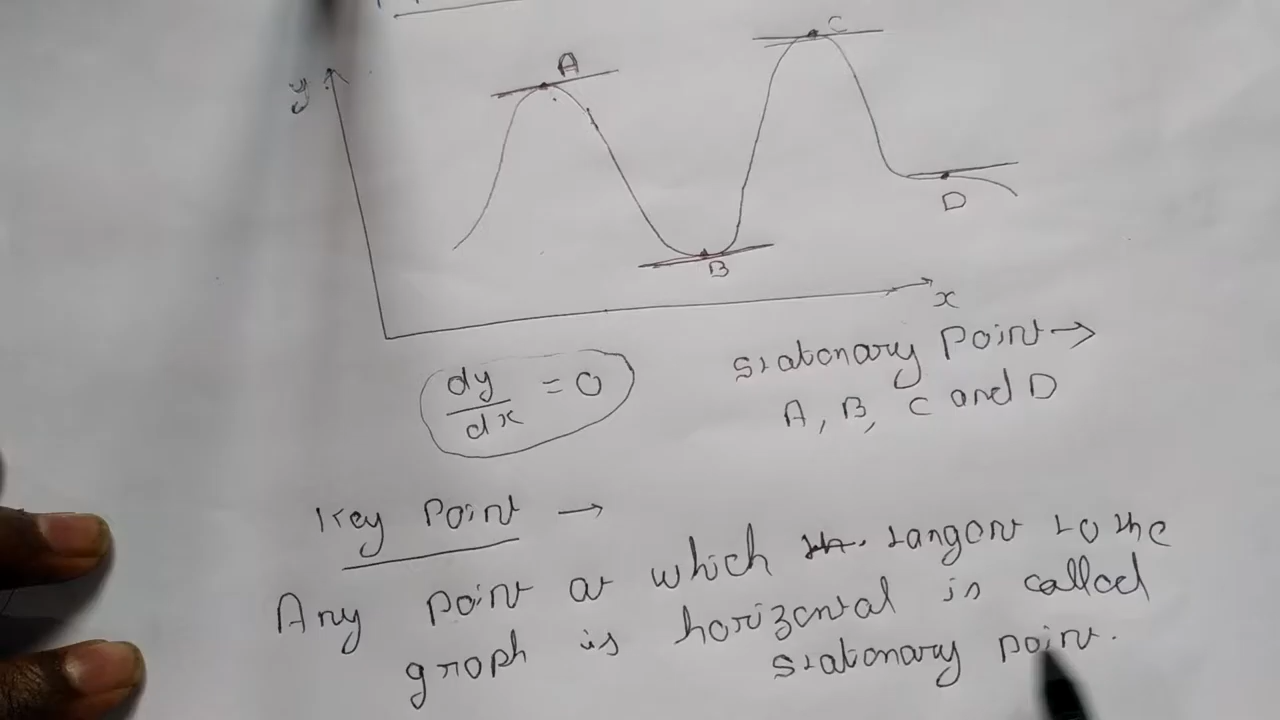 A
C
y
D
B
x
dy/dx = 0
stationary point →
A, B, C and D
Key point →
Any point at which tangent to the
graph is horizontal is called
stationary point.